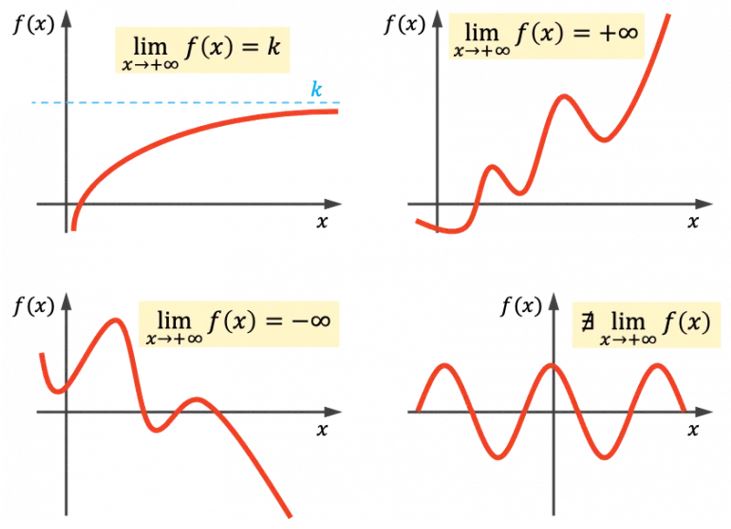 f(x)
lim f(x) = k
x→+∞
k
x
f(x)
lim f(x) = +∞
x→+∞
x
f(x)
lim f(x) = −∞
x→+∞
x
f(x)
∄ lim f(x)
x→+∞
x